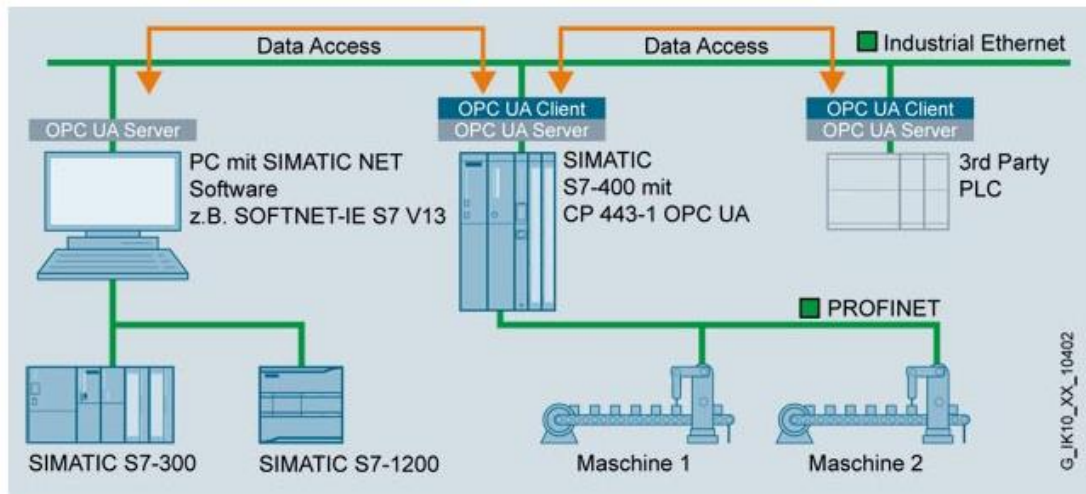 Data Access
Data Access
Industrial Ethernet
OPC UA Server
OPC UA Client
OPC UA Server
OPC UA Client
OPC UA Server
PC mit SIMATIC NET
Software
z.B. SOFTNET-IE S7 V13
SIMATIC
S7-400 mit
CP 443-1 OPC UA
3rd Party
PLC
PROFINET
SIMATIC S7-300
SIMATIC S7-1200
Maschine 1
Maschine 2
G_IK10_XX_10402